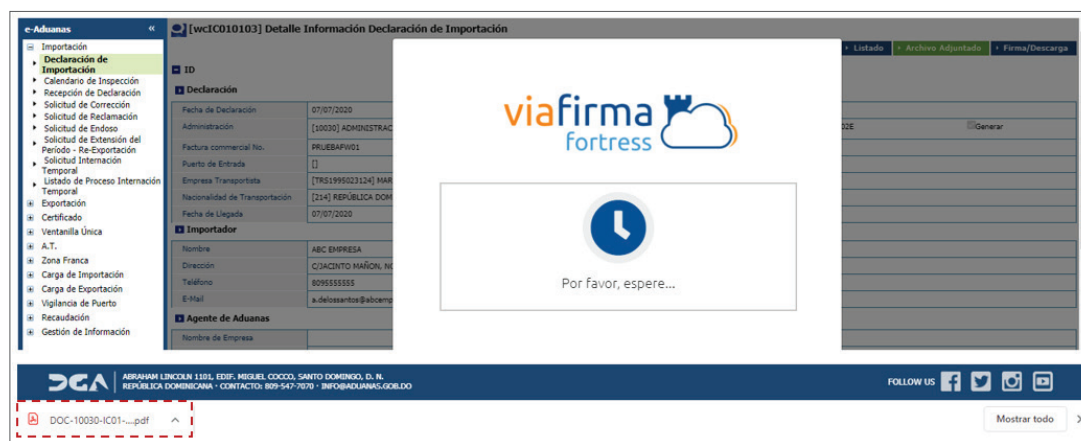 e-Aduanas «
[wcIC010103] Detalle Información Declaración de Importación
Listado Archivo Adjuntado Firma/Descarga
Importación
Declaración de
Importación
Calendario de Inspección
Recepción de Declaración
Solicitud de Corrección
Solicitud de Reclamación
Solicitud de Endoso
Solicitud de Extensión del
Período - Re-Exportación
Solicitud Internación
Temporal
Listado de Proceso Internación
Temporal
Exportación
Certificado
Ventanilla Única
A.T.
Zona Franca
Carga de Importación
Carga de Exportación
Vigilancia de Puerto
Recaudación
Gestión de Información
ID
Declaración
Fecha de Declaración 07/07/2020
Administración [10030] ADMINISTRAC 02E Generar
Factura commercial No. PRUEBAFW01
Puerto de Entrada []
Empresa Transportista [TRS1995023124] MAR
Nacionalidad de Transportación [214] REPÚBLICA DOM
Fecha de Llegada 07/07/2020
Importador
Nombre ABC EMPRESA
Dirección C/JACINTO MAÑON, NO
Teléfono 8095555555
E-Mail a.delossantos@abcemp
Agente de Aduanas
Nombre de Empresa
viafirma
fortress
Por favor, espere...
DGA
ABRAHAM LINCOLN 1101, EDIF. MIGUEL COCCO, SANTO DOMINGO, D. N.
REPÚBLICA DOMINICANA · CONTACTO: 809-547-7070 · INFO@ADUANAS.GOB.DO
FOLLOW US
DOC-10030-IC01-....pdf
Mostrar todo